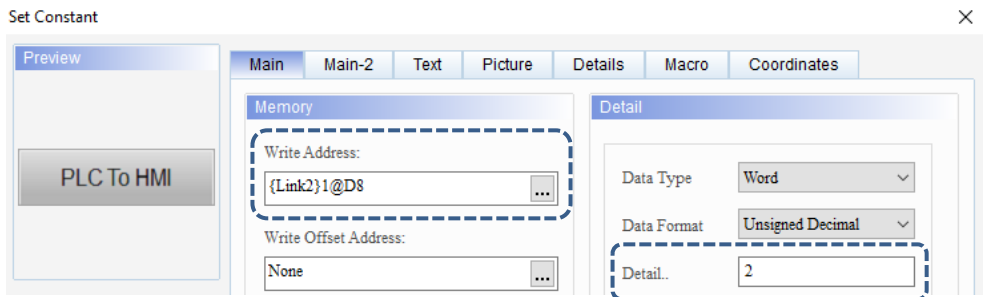 Set Constant
Preview
PLC To HMI
Main Main-2 Text Picture Details Macro Coordinates
Memory
Write Address:
{Link2}1@D8
...
Write Offset Address:
None
...
Detail
Data Type Word
Data Format Unsigned Decimal
Detail.. 2